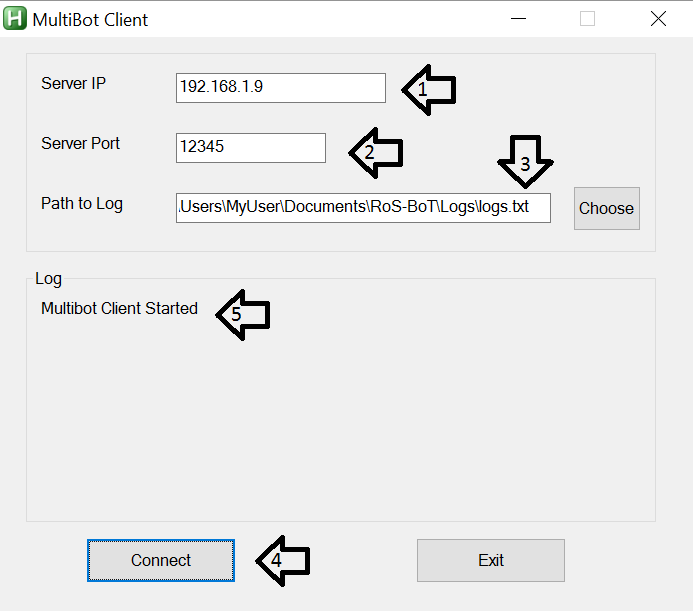 H MultiBot Client
Server IP 192.168.1.9 1
Server Port 12345 2
3
Path to Log \Users\MyUser\Documents\RoS-BoT\Logs\logs.txt Choose
Log
Multibot Client Started 5
Connect 4 Exit